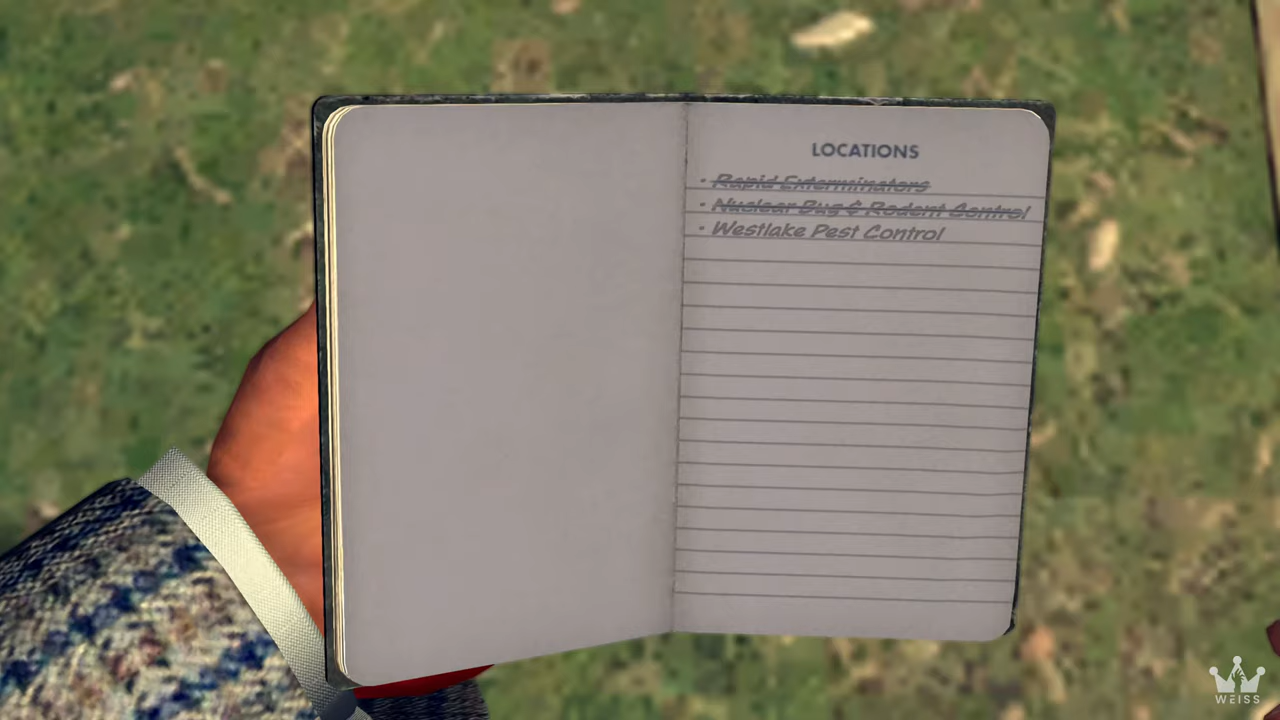 LOCATIONS
• Rapid Exterminators
• Nuclear Bug & Rodent Control
• Westlake Pest Control
WEISS